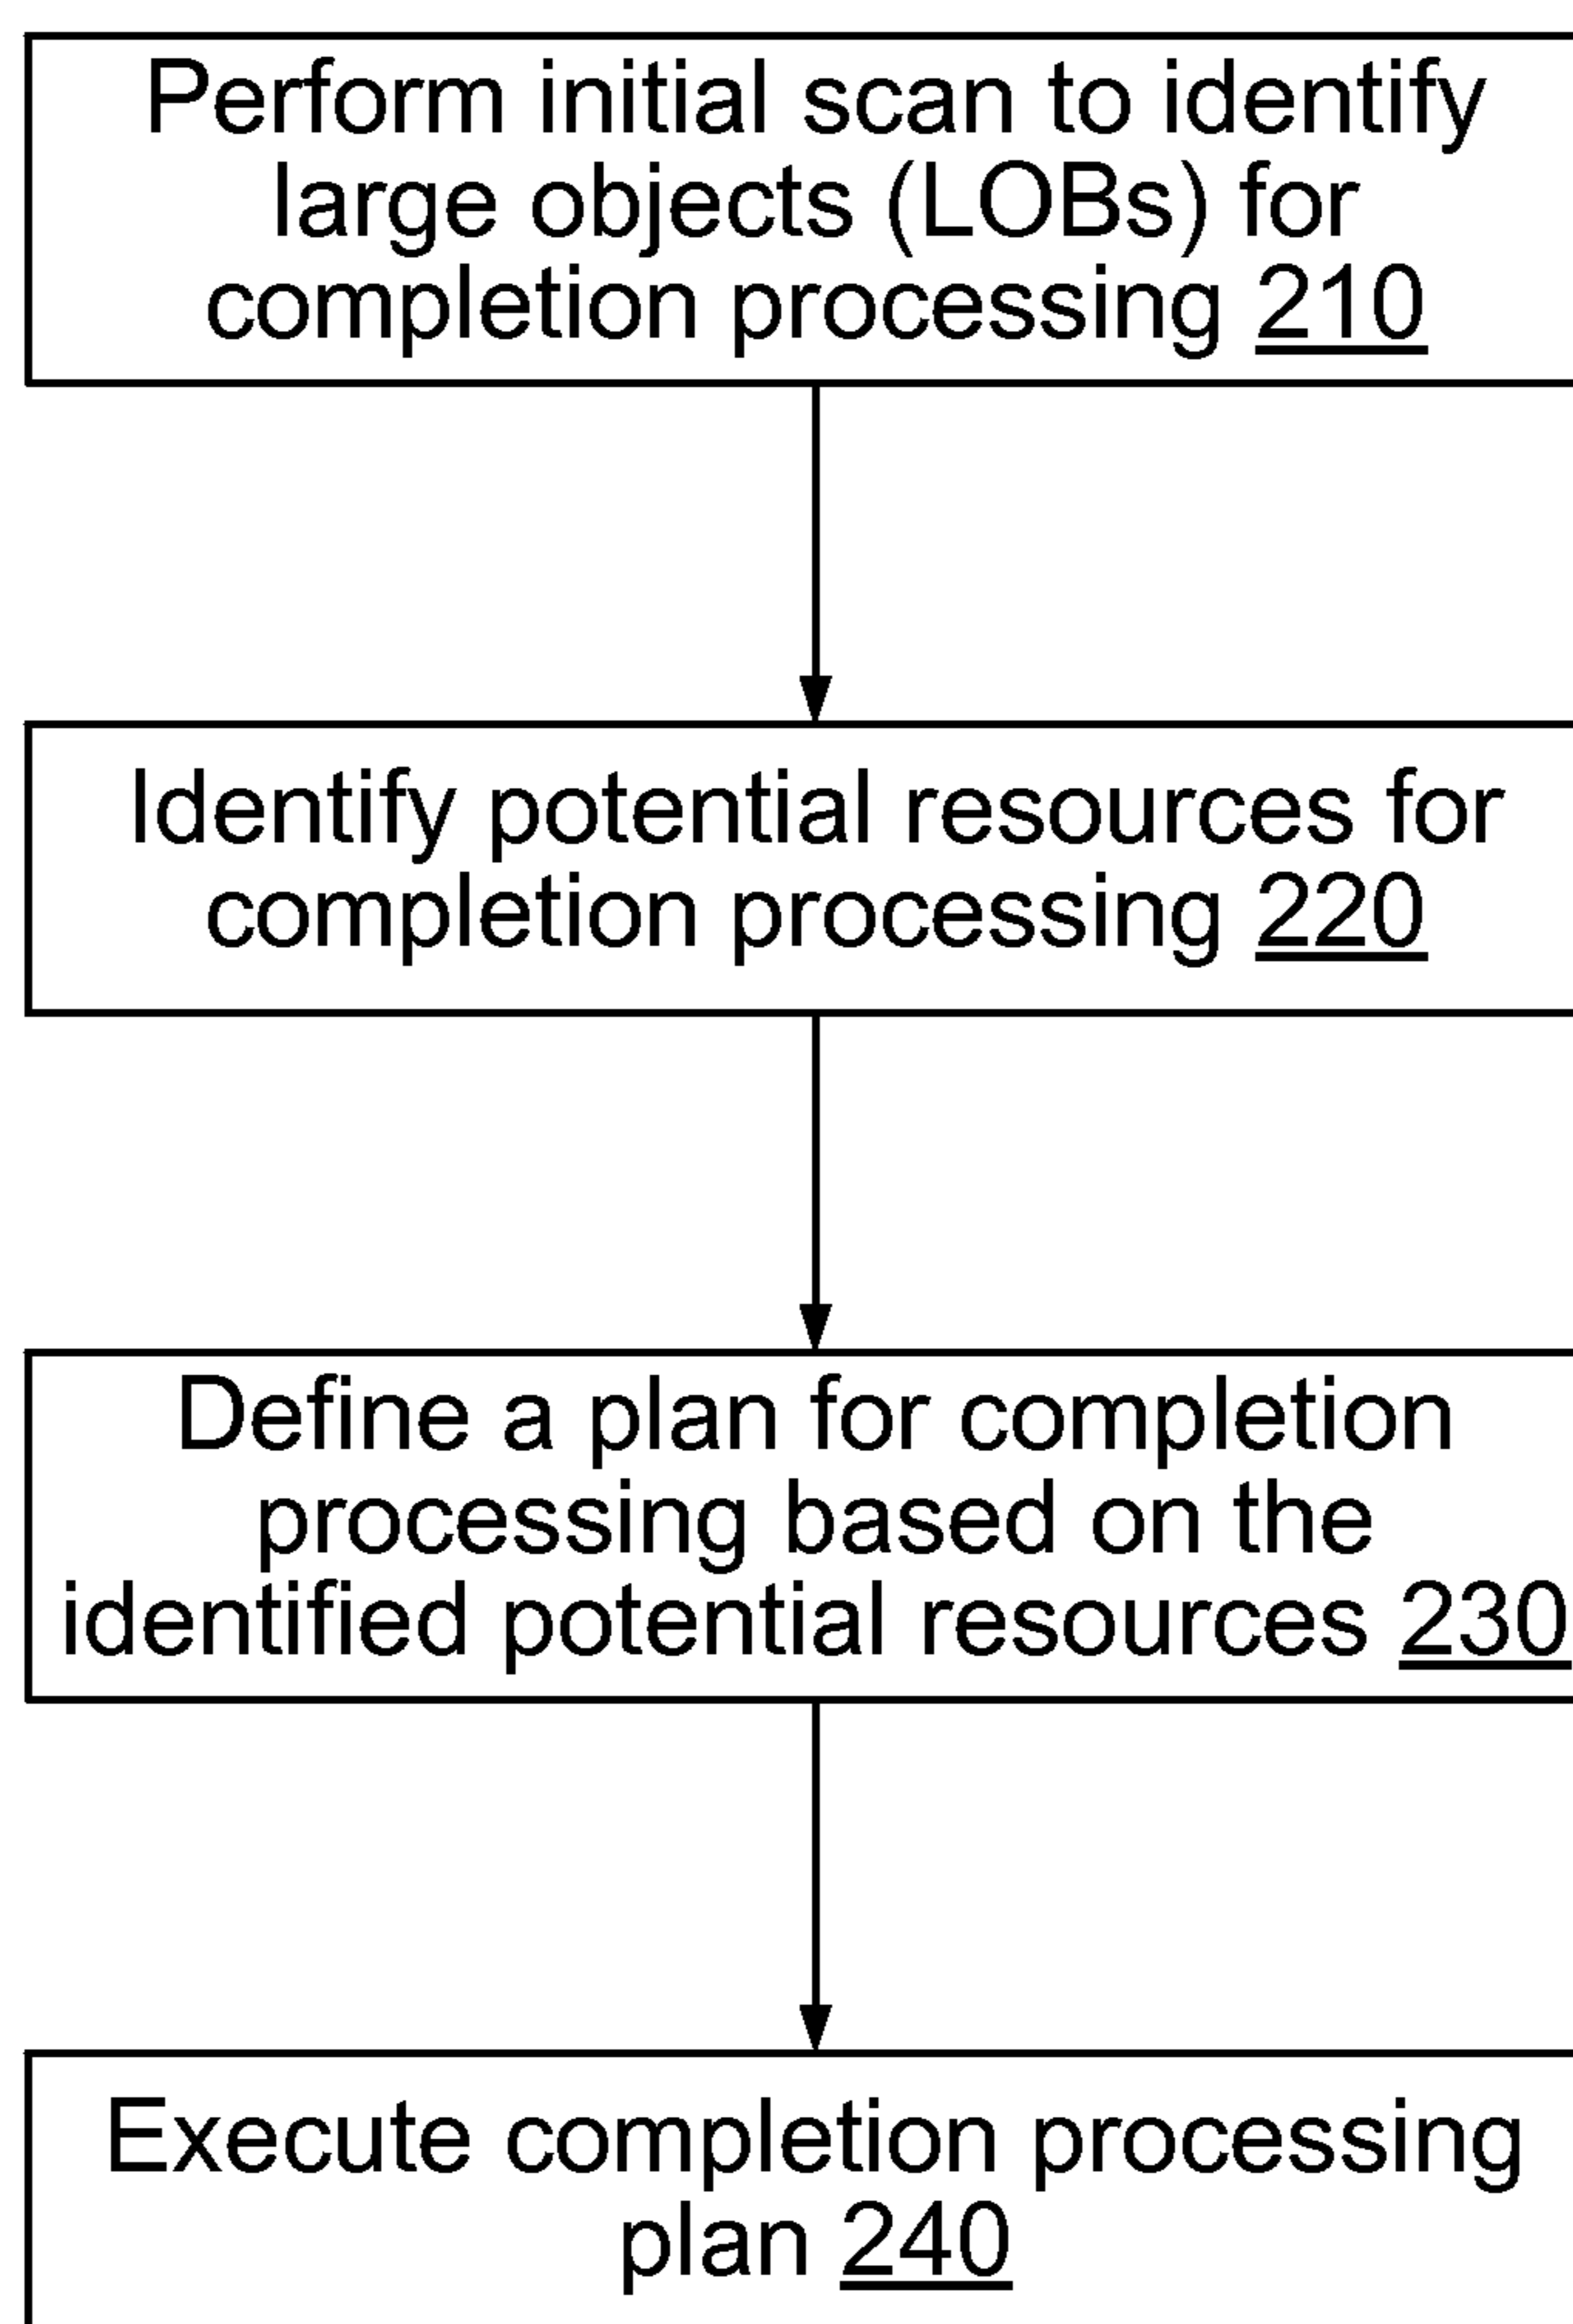 Perform initial scan to identify
large objects (LOBs) for
completion processing 210
Identify potential resources for
completion processing 220
Define a plan for completion
processing based on the
identified potential resources 230
Execute completion processing
plan 240